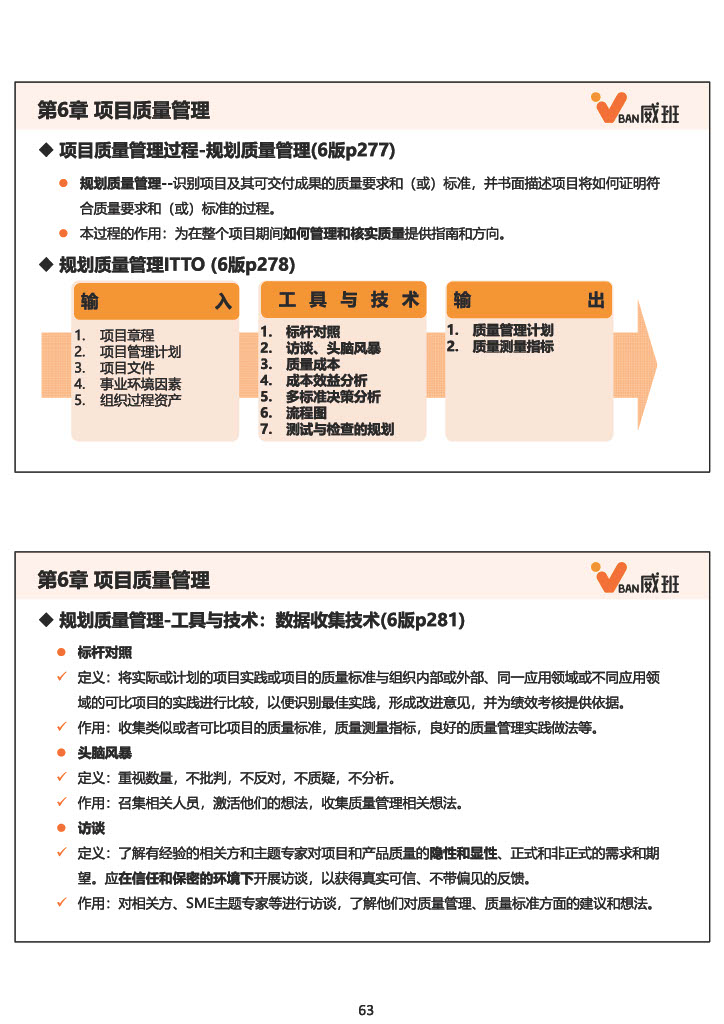 第6章 项目质量管理
VBAN威班
◆ 项目质量管理过程-规划质量管理(6版p277)
● 规划质量管理--识别项目及其可交付成果的质量要求和（或）标准，并书面描述项目将如何证明符
合质量要求和（或）标准的过程。
● 本过程的作用：为在整个项目期间如何管理和核实质量提供指南和方向。
◆ 规划质量管理ITTO (6版p278)
输 入
1. 项目章程
2. 项目管理计划
3. 项目文件
4. 事业环境因素
5. 组织过程资产
工 具 与 技 术
1. 标杆对照
2. 访谈、头脑风暴
3. 质量成本
4. 成本效益分析
5. 多标准决策分析
6. 流程图
7. 测试与检查的规划
输 出
1. 质量管理计划
2. 质量测量指标
第6章 项目质量管理
VBAN威班
◆ 规划质量管理-工具与技术：数据收集技术(6版p281)
● 标杆对照
✓ 定义：将实际或计划的项目实践或项目的质量标准与组织内部或外部、同一应用领域或不同应用领
域的可比项目的实践进行比较，以便识别最佳实践，形成改进意见，并为绩效考核提供依据。
✓ 作用：收集类似或者可比项目的质量标准，质量测量指标，良好的质量管理实践做法等。
● 头脑风暴
✓ 定义：重视数量，不批判，不反对，不质疑，不分析。
✓ 作用：召集相关人员，激活他们的想法，收集质量管理相关想法。
● 访谈
✓ 定义：了解有经验的相关方和主题专家对项目和产品质量的隐性和显性、正式和非正式的需求和期
望。应在信任和保密的环境下开展访谈，以获得真实可信、不带偏见的反馈。
✓ 作用：对相关方、SME主题专家等进行访谈，了解他们对质量管理、质量标准方面的建议和想法。
63